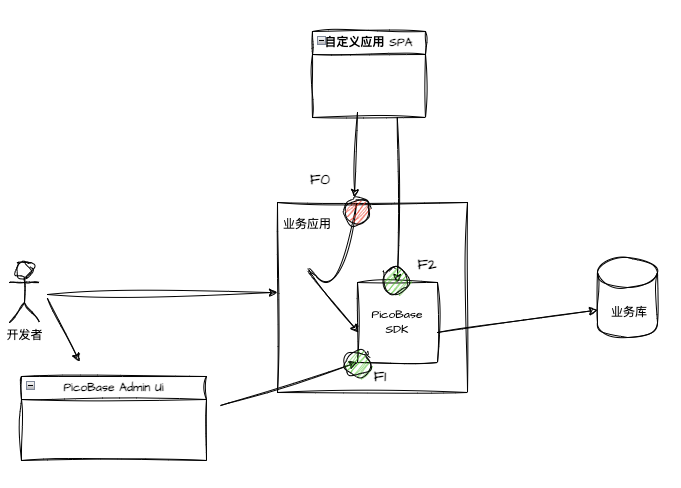 自定义应用 SPA
F0
业务应用
F2
PicoBase
SDK
业务库
开发者
F1
PicoBase Admin Ui